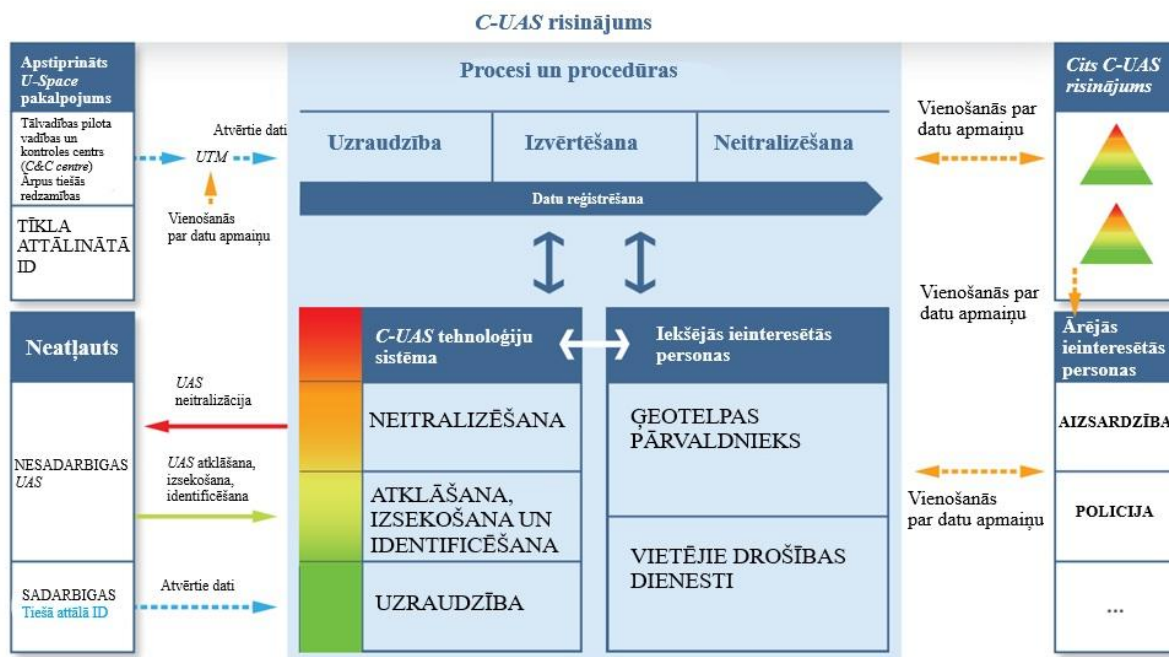 C-UAS risinājums
Apstiprināts
U-Space
pakalpojums
Tālvadības pilota
vadības un
kontroles centrs
(C&C centre)
Ārpus tiešās
redzamības
TĪKLA
ATTĀLINĀTĀ
ID
Atvērtie dati
UTM
Vienošanās
par datu apmaiņu
Neatļauts
NESADARBIGAS
UAS
SADARBIGAS
Tiešā attālā ID
UAS
neitralizācija
UAS atklāšana,
izsekošana,
identificēšana
Atvērtie dati
Procesi un procedūras
Uzraudzība
Izvērtēšana
Neitralizēšana
Datu reģistrēšana
C-UAS tehnoloģiju
sistēma
NEITRALIZĒŠANA
ATKLĀŠANA,
IZSEKOŠANA UN
IDENTIFICĒŠANA
UZRAUDZĪBA
Iekšējās ieinteresētās
personas
ĢEOTELPAS
PĀRVALDNIEKS
VIETĒJIE DROŠĪBAS
DIENESTI
Vienošanās par
datu apmaiņu
Vienošanās par
datu apmaiņu
Vienošanās
par datu apmaiņu
Cits C-UAS
risinājums
Ārējās
ieinteresētās
personas
AIZSARDZĪBA
POLICIJA
...